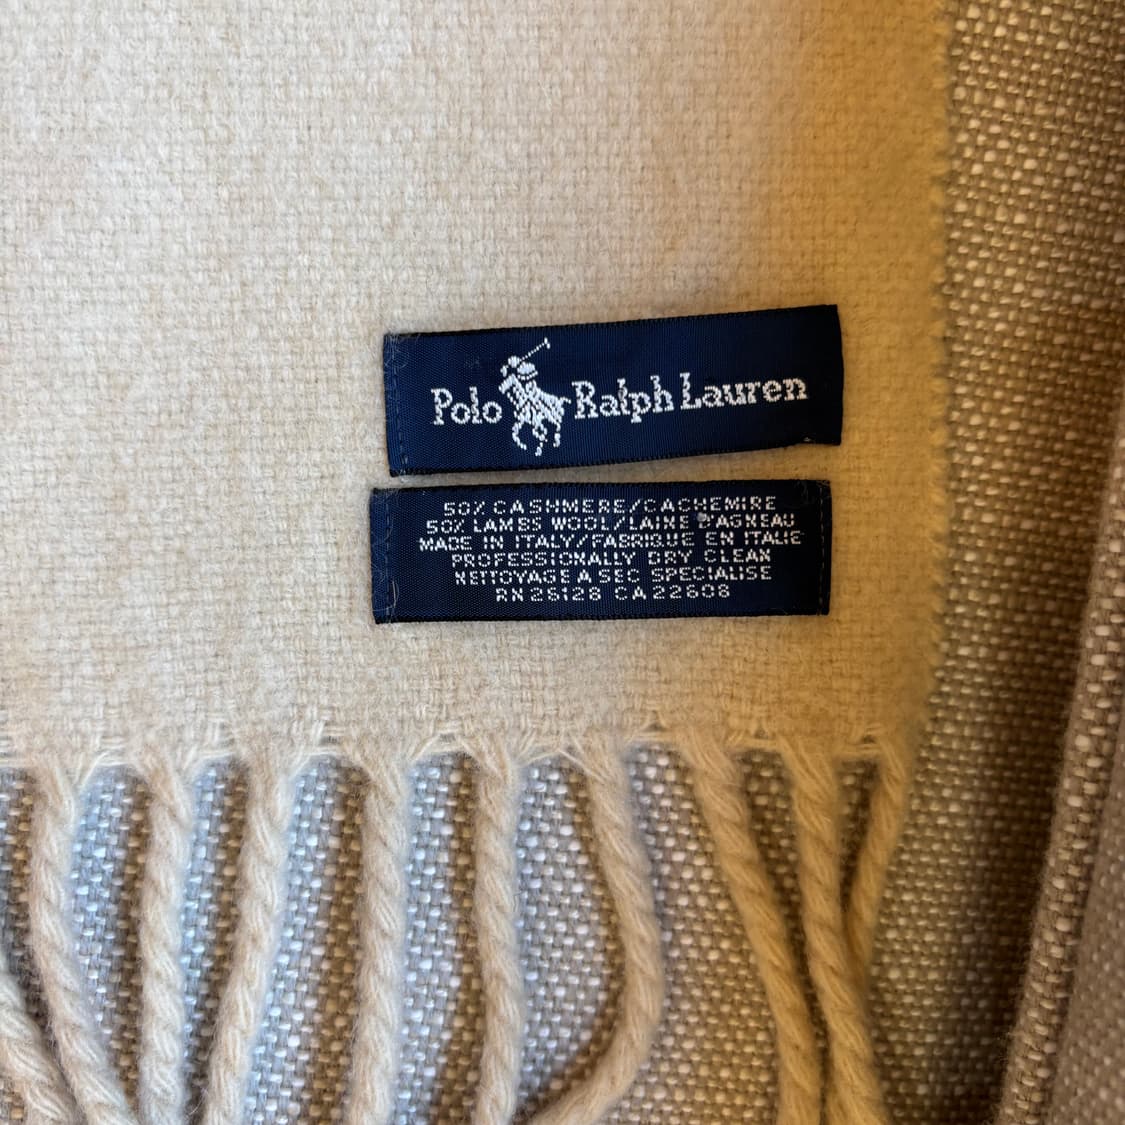 Polo Ralph Lauren
50% CASHMERE/CACHEMIRE
50% LAMBS WOOL/LAINE D'AGNEAU
MADE IN ITALY/FABRIQUE EN ITALIE
PROFESSIONALLY DRY CLEAN
NETTOYAGE A SEC SPECIALISE
RN 26128 CA 22608